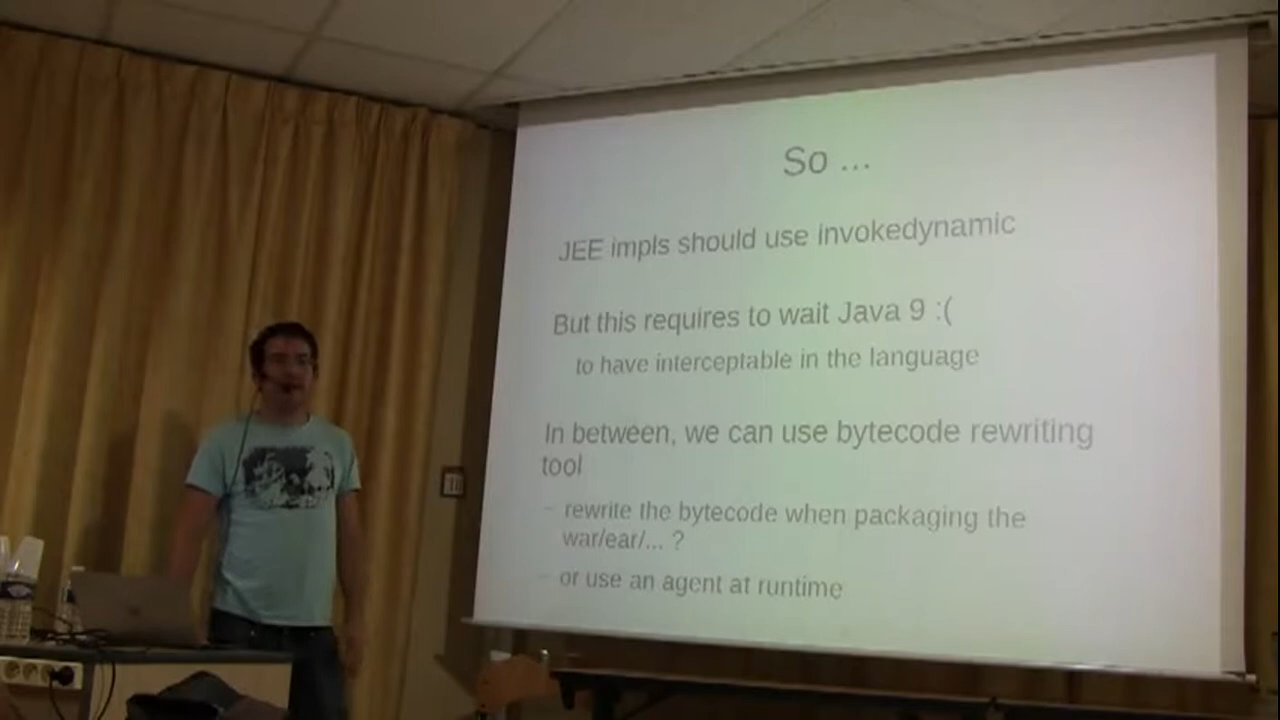 So ...
JEE impls should use invokedynamic
But this requires to wait Java 9 :(
to have interceptable in the language
In between, we can use bytecode rewriting
tool
– rewrite the bytecode when packaging the
war/ear/... ?
– or use an agent at runtime